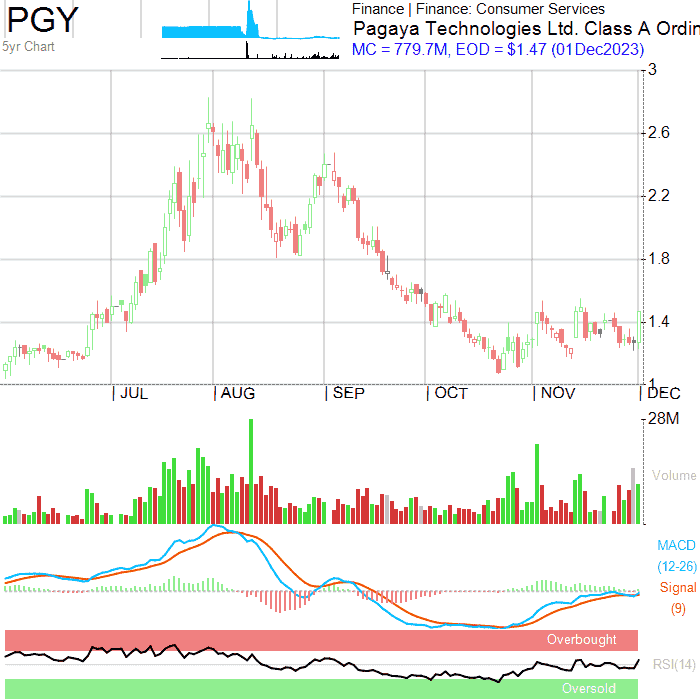 PGY
5yr Chart
Finance | Finance: Consumer Services
Pagaya Technologies Ltd. Class A Ordin
MC = 779.7M, EOD = $1.47 (01Dec2023)
3
2.6
2.2
1.8
1.4
1
JUL AUG SEP OCT NOV DEC
28M
Volume
MACD
(12-26)
Signal
(9)
Overbought
RSI(14)
Oversold